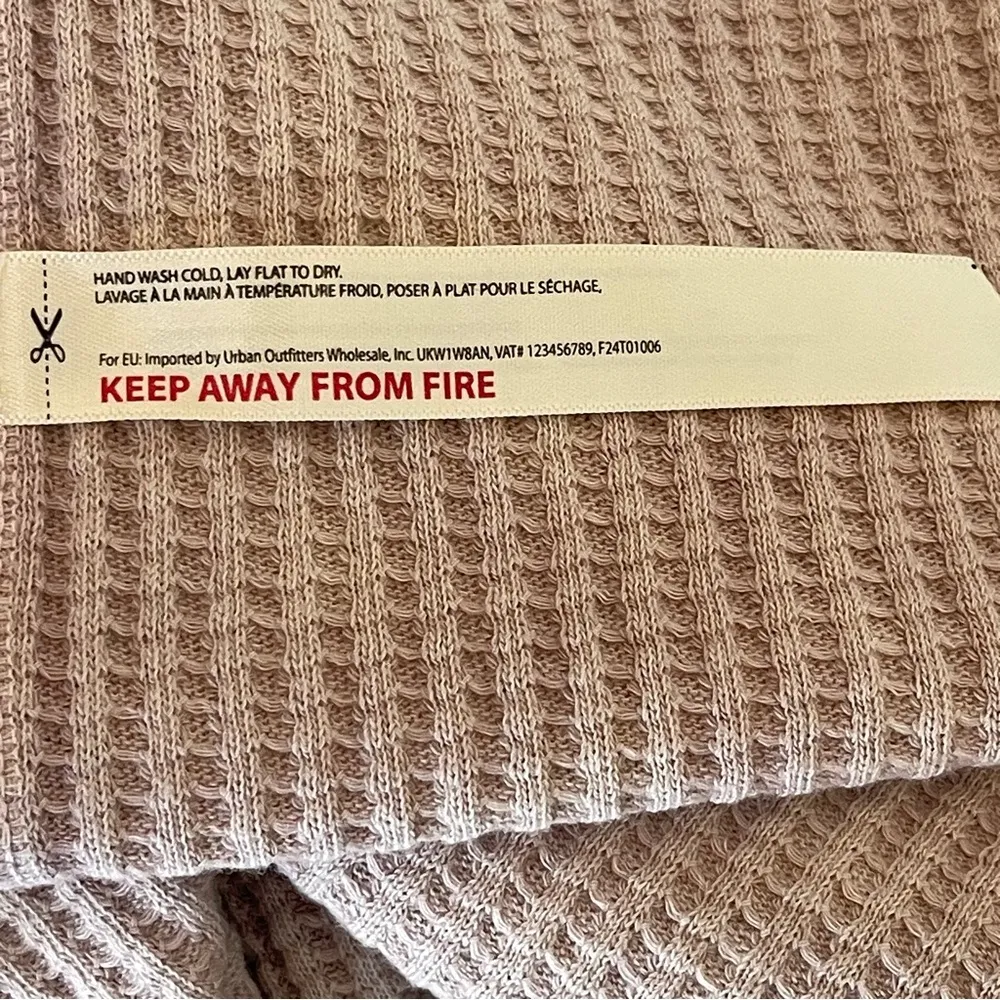 HAND WASH COLD, LAY FLAT TO DRY.
LAVAGE À LA MAIN À TEMPÉRATURE FROID, POSER À PLAT POUR LE SÉCHAGE,
For EU: Imported by Urban Outfitters Wholesale, Inc. UKW1W8AN, VAT# 123456789, F24T01006
KEEP AWAY FROM FIRE